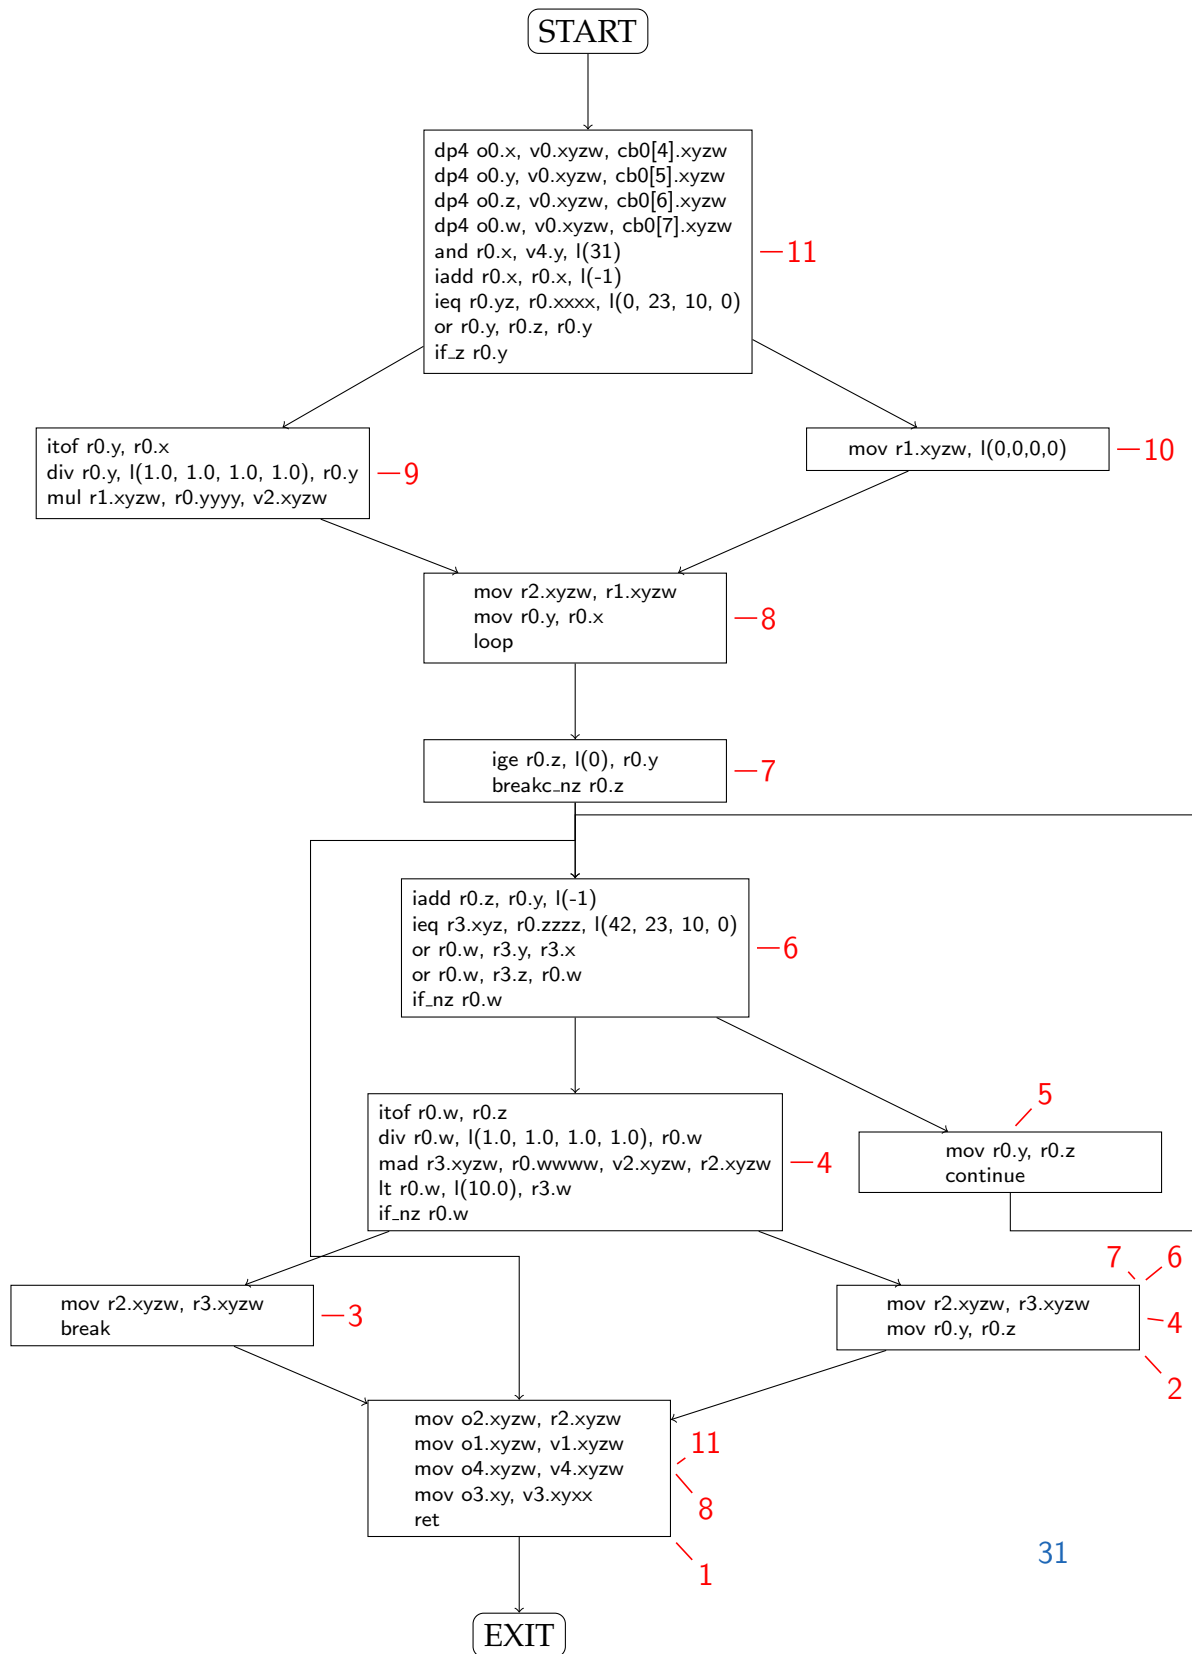 START
dp4 o0.x, v0.xyzw, cb0[4].xyzw
dp4 o0.y, v0.xyzw, cb0[5].xyzw
dp4 o0.z, v0.xyzw, cb0[6].xyzw
dp4 o0.w, v0.xyzw, cb0[7].xyzw
and r0.x, v4.y, l(31)
iadd r0.x, r0.x, l(-1)
ieq r0.yz, r0.xxxx, l(0, 23, 10, 0)
or r0.y, r0.z, r0.y
if_z r0.y
11
itof r0.y, r0.x
div r0.y, l(1.0, 1.0, 1.0, 1.0), r0.y
mul r1.xyzw, r0.yyyy, v2.xyzw
9
mov r1.xyzw, l(0,0,0,0)
10
mov r2.xyzw, r1.xyzw
mov r0.y, r0.x
loop
8
ige r0.z, l(0), r0.y
breakc_nz r0.z
7
iadd r0.z, r0.y, l(-1)
ieq r3.xyz, r0.zzzz, l(42, 23, 10, 0)
or r0.w, r3.y, r3.x
or r0.w, r3.z, r0.w
if_nz r0.w
6
itof r0.w, r0.z
div r0.w, l(1.0, 1.0, 1.0, 1.0), r0.w
mad r3.xyzw, r0.wwww, v2.xyzw, r2.xyzw
lt r0.w, l(10.0), r3.w
if_nz r0.w
4
5
mov r0.y, r0.z
continue
mov r2.xyzw, r3.xyzw
break
3
7
6
mov r2.xyzw, r3.xyzw
mov r0.y, r0.z
4
2
mov o2.xyzw, r2.xyzw
mov o1.xyzw, v1.xyzw
mov o4.xyzw, v4.xyzw
mov o3.xy, v3.xyxx
ret
11
8
1
31
EXIT